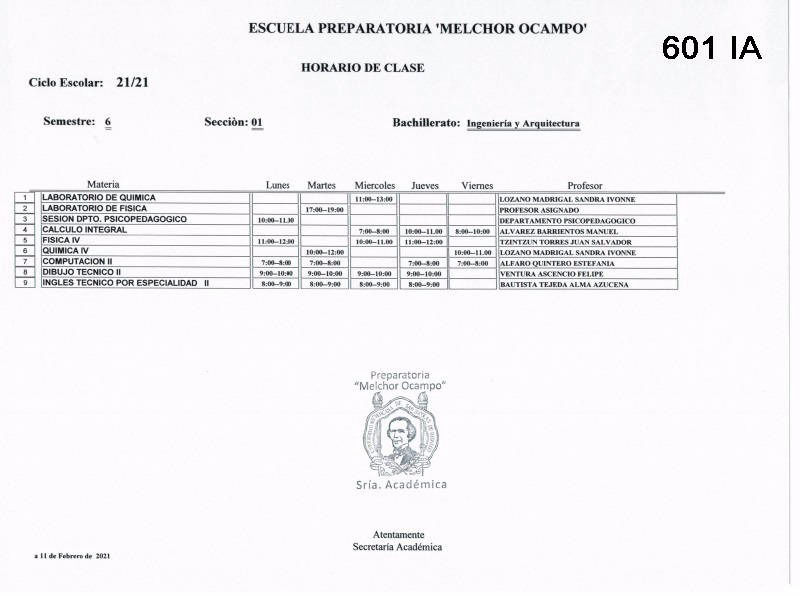 ESCUELA PREPARATORIA 'MELCHOR OCAMPO'
601 IA
HORARIO DE CLASE
Ciclo Escolar: 21/21
Semestre: 6 Secciòn: 01 Bachillerato: Ingeniería y Arquitectura
Materia Lunes Martes Miercoles Jueves Viernes Profesor
1 LABORATORIO DE QUIMICA 11:00--13:00 LOZANO MADRIGAL SANDRA IVONNE
2 LABORATORIO DE FISICA 17:00--19:00 PROFESOR ASIGNADO
3 SESION DPTO. PSICOPEDAGOGICO 10:00--11.00 DEPARTAMENTO PSICOPEDAGOGICO
4 CALCULO INTEGRAL 7:00--8:00 10:00--11.00 8:00--10:00 ALVAREZ BARRIENTOS MANUEL
5 FISICA IV 11:00--12:00 10:00--11.00 11:00--12:00 TZINTZUN TORRES JUAN SALVADOR
6 QUIMICA IV 10:00--12:00 10:00--11.00 LOZANO MADRIGAL SANDRA IVONNE
7 COMPUTACION II 7:00--8:00 7:00--8:00 7:00--8:00 7:00--8:00 ALFARO QUINTERO ESTEFANIA
8 DIBUJO TECNICO II 9:00--10:00 9:00--10:00 9:00--10:00 9:00--10:00 VENTURA ASCENCIO FELIPE
9 INGLES TECNICO POR ESPECIALIDAD II 8:00--9:00 8:00--9:00 8:00--9:00 8:00--9:00 BAUTISTA TEJEDA ALMA AZUCENA
Preparatoria
"Melchor Ocampo"
Sría. Académica
Atentamente
Secretaría Académica
a 11 de Febrero de 2021